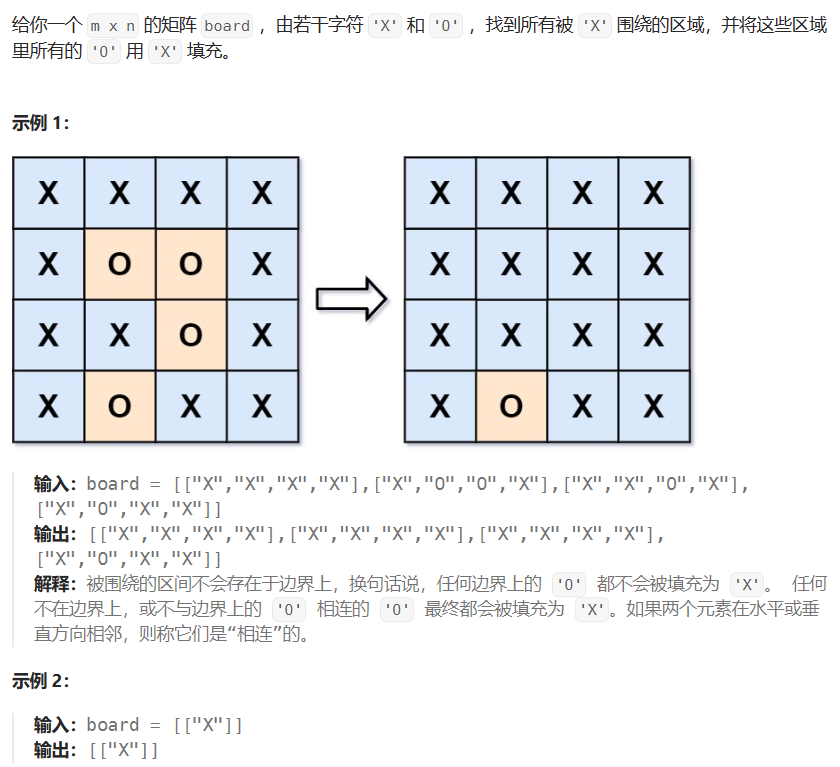 给你一个 m x n 的矩阵 board ，由若干字符 'X' 和 'O' ，找到所有被 'X' 围绕的区域，并将这些区域
里所有的 'O' 用 'X' 填充。
示例 1：
X X X X
X O O X
X X O X
X O X X
X X X X
X X X X
X X X X
X O X X
输入：board = [["X","X","X","X"],["X","O","O","X"],["X","X","O","X"],
["X","O","X","X"]]
输出：[["X","X","X","X"],["X","X","X","X"],["X","X","X","X"],
["X","O","X","X"]]
解释：被围绕的区间不会存在于边界上，换句话说，任何边界上的 'O' 都不会被填充为 'X'。 任何
不在边界上，或不与边界上的 'O' 相连的 'O' 最终都会被填充为 'X'。如果两个元素在水平或垂
直方向相邻，则称它们是“相连”的。
示例 2：
输入：board = [["X"]]
输出：[["X"]]